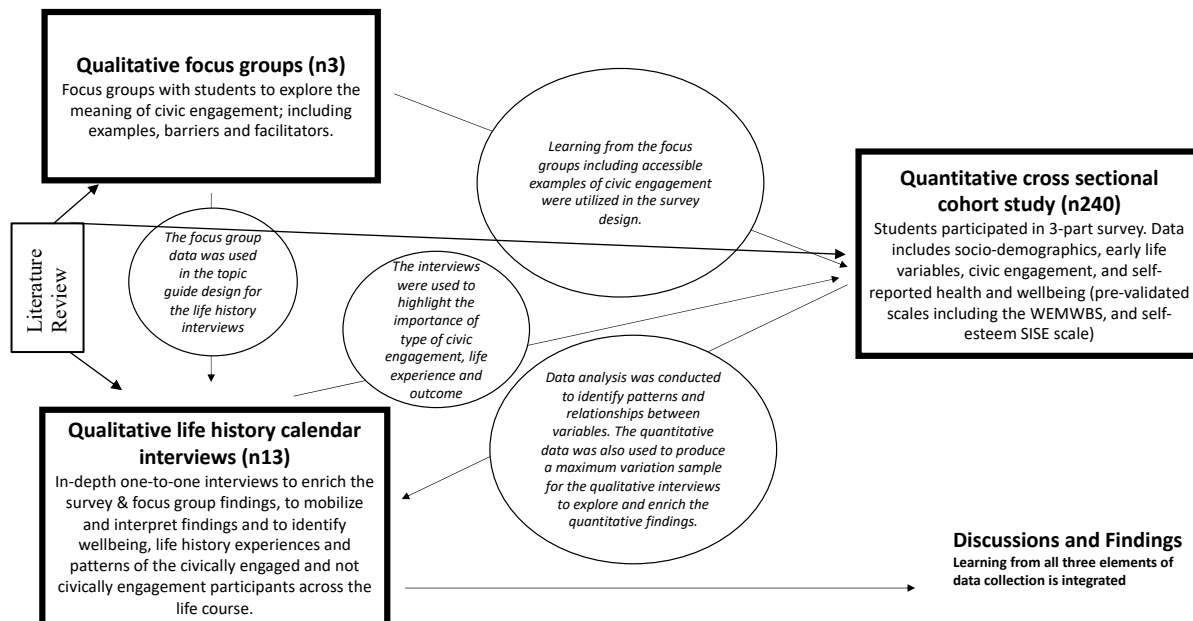 Qualitative focus groups (n3)
Focus groups with students to explore the
meaning of civic engagement; including
examples, barriers and facilitators.
Learning from the focus
groups including accessible
examples of civic engagement
were utilized in the survey
design.
Quantitative cross sectional
cohort study (n240)
Students participated in 3-part survey. Data
includes socio-demographics, early life
variables, civic engagement, and self-
reported health and wellbeing (pre-validated
scales including the WEMWBS, and self-
esteem SISE scale)
Literature
Review
The focus group
data was used
in the topic
guide design for
the life history
interviews
The interviews
were used to
highlight the
importance of
type of civic
engagement, life
experience and
outcome
Data analysis was conducted
to identify patterns and
relationships between
variables. The quantitative
data was also used to produce
a maximum variation sample
for the qualitative interviews
to explore and enrich the
quantitative findings.
Qualitative life history calendar
interviews (n13)
In-depth one-to-one interviews to enrich the
survey & focus group findings, to mobilize
and interpret findings and to identify
wellbeing, life history experiences and
patterns of the civically engaged and not
civically engagement participants across the
life course.
Discussions and Findings
Learning from all three elements of
data collection is integrated